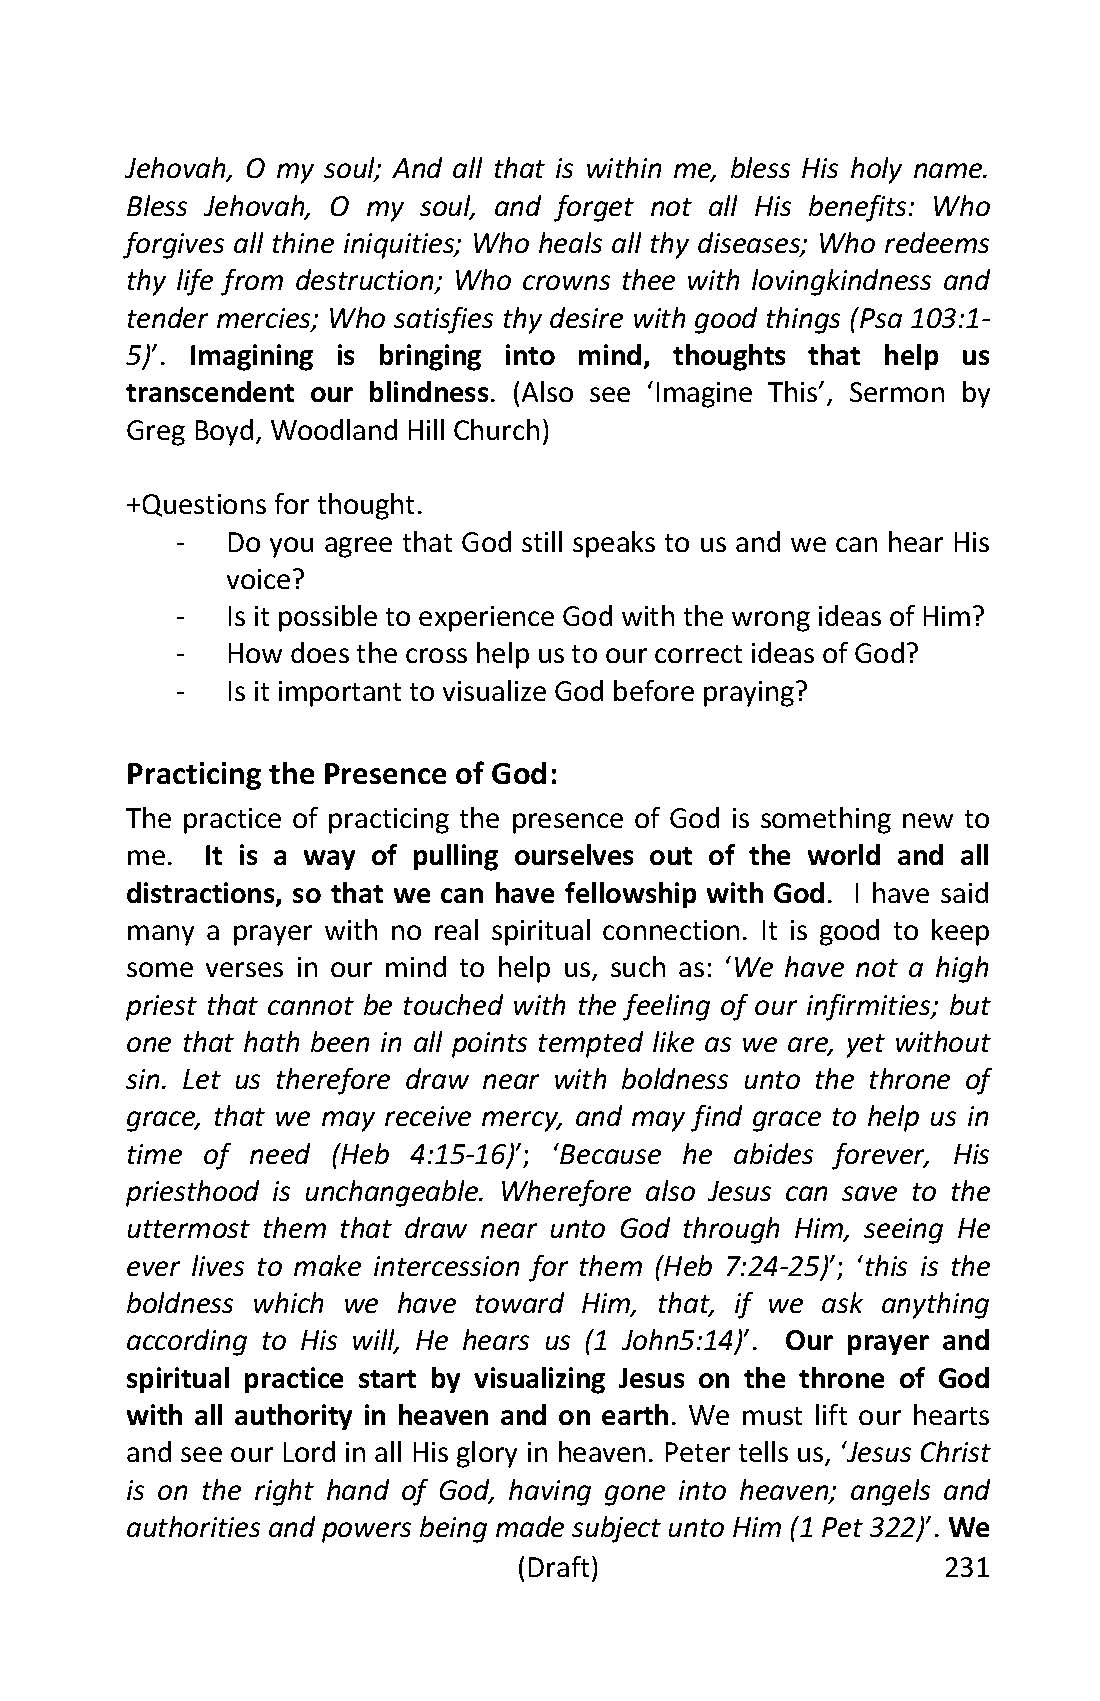 Jehovah, O my soul; And all that is within me, bless His holy name.
Bless Jehovah, O my soul, and forget not all His benefits: Who
forgives all thine iniquities; Who heals all thy diseases; Who redeems
thy life from destruction; Who crowns thee with lovingkindness and
tender mercies; Who satisfies thy desire with good things (Psa 103:1-
5)’. Imagining is bringing into mind, thoughts that help us
transcendent our blindness. (Also see ‘Imagine This’, Sermon by
Greg Boyd, Woodland Hill Church)
+Questions for thought.
- Do you agree that God still speaks to us and we can hear His
voice?
- Is it possible to experience God with the wrong ideas of Him?
- How does the cross help us to our correct ideas of God?
- Is it important to visualize God before praying?
Practicing the Presence of God:
The practice of practicing the presence of God is something new to
me. It is a way of pulling ourselves out of the world and all
distractions, so that we can have fellowship with God. I have said
many a prayer with no real spiritual connection. It is good to keep
some verses in our mind to help us, such as: ‘We have not a high
priest that cannot be touched with the feeling of our infirmities; but
one that hath been in all points tempted like as we are, yet without
sin. Let us therefore draw near with boldness unto the throne of
grace, that we may receive mercy, and may find grace to help us in
time of need (Heb 4:15-16)’; ‘Because he abides forever, His
priesthood is unchangeable. Wherefore also Jesus can save to the
uttermost them that draw near unto God through Him, seeing He
ever lives to make intercession for them (Heb 7:24-25)’; ‘this is the
boldness which we have toward Him, that, if we ask anything
according to His will, He hears us (1 John5:14)’. Our prayer and
spiritual practice start by visualizing Jesus on the throne of God
with all authority in heaven and on earth. We must lift our hearts
and see our Lord in all His glory in heaven. Peter tells us, ‘Jesus Christ
is on the right hand of God, having gone into heaven; angels and
authorities and powers being made subject unto Him (1 Pet 322)’. We
(Draft) 231